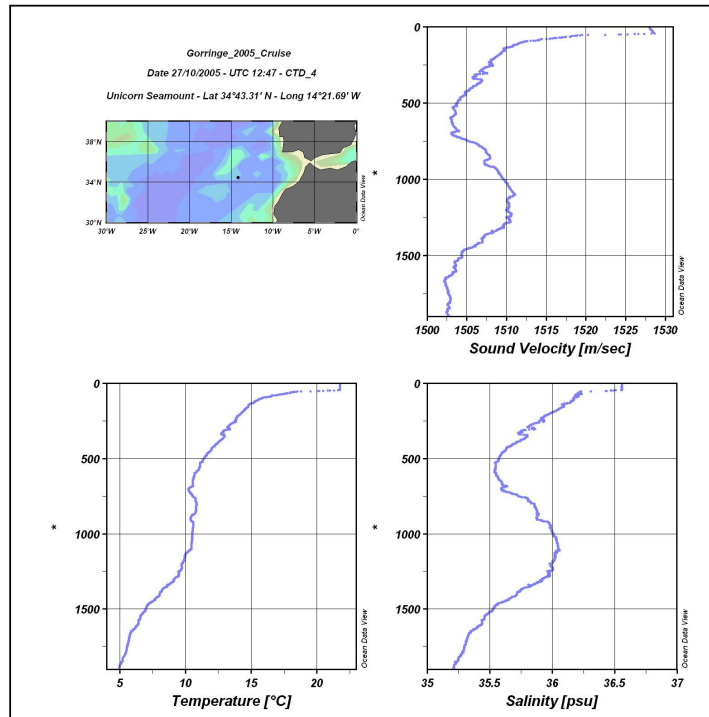 Gorringe_2005_Cruise
Date 27/10/2005 - UTC 12:47 - CTD_4
Unicorn Seamount - Lat 34°43.31' N - Long 14°21.69' W
38°N
34°N
30°N
30°W 25°W 20°W 15°W 10°W 5°W 0°
Ocean Data View
0
500
1000
1500
*
1500 1505 1510 1515 1520 1525 1530
Sound Velocity [m/sec]
Ocean Data View
0
500
1000
1500
*
5 10 15 20
Temperature [°C]
Ocean Data View
0
500
1000
1500
*
35 35.5 36 36.5 37
Salinity [psu]
Ocean Data View